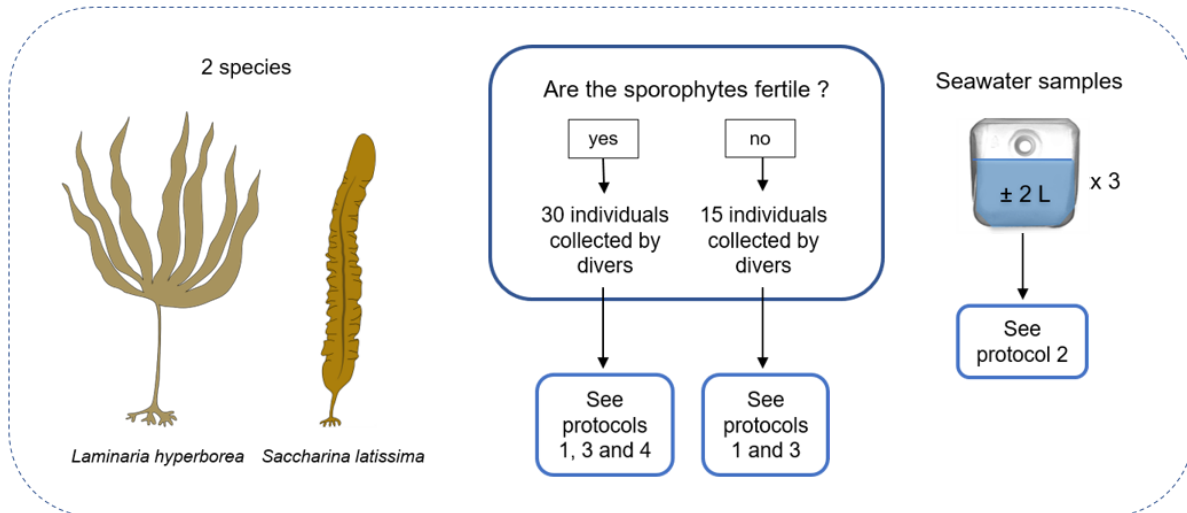 2 species
Laminaria hyperborea
Saccharina latissima
Are the sporophytes fertile ?
yes
no
30 individuals
collected by
divers
15 individuals
collected by
divers
See
protocols
1, 3 and 4
See
protocols
1 and 3
Seawater samples
± 2 L
x 3
See
protocol 2